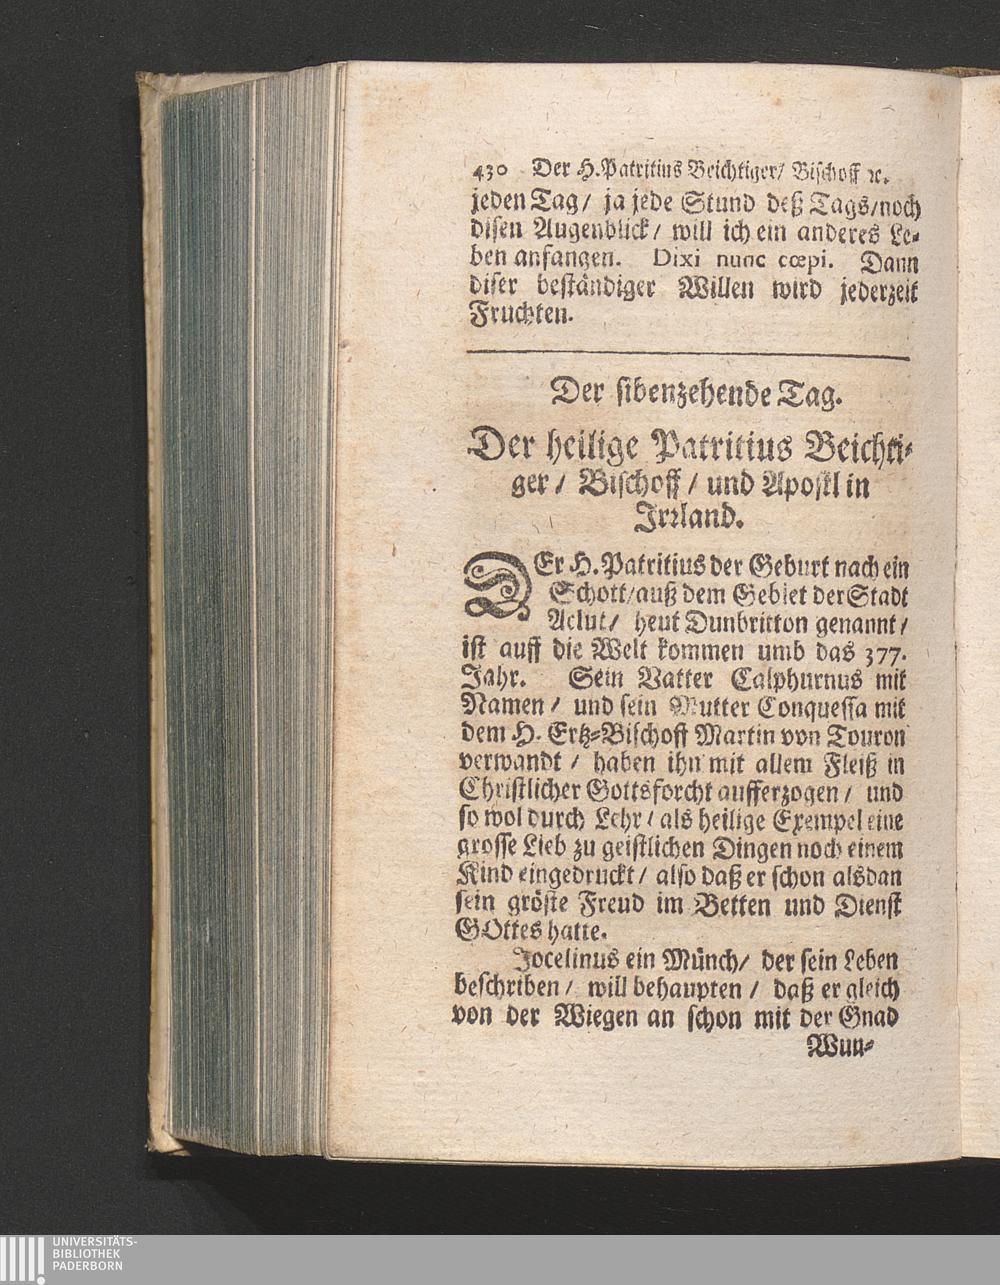 430 Der H. Patritius Beichtiger/ Bischoff ꝛc.
jeden Tag/ ja jede Stund deß Tags/ noch
disen Augenblick/ will ich ein anderes Le-
ben anfangen. Dixi nunc cœpi. Dann
diser beständiger Willen wird jederzeit
Fruchten.
Der sibenzehende Tag.
Der heilige Patritius Beichti-
ger/ Bischoff/ und Apostl in
Irꝛland.
DEr H. Patritius der Geburt nach ein
Schott/ auß dem Gebiet der Stadt
Aclut/ heut Dunbritton genannt/
ist auff die Welt kommen umb das 377.
Jahr. Sein Vatter Calphurnus mit
Namen/ und sein Mutter Conquessa mit
dem H. Ertz-Bischoff Martin von Touron
verwandt/ haben ihn mit allem Fleiß in
Christlicher Gottsforcht aufferzogen/ und
so wol durch Lehr/ als heilige Exempel eine
grosse Lieb zu geistlichen Dingen noch einem
Kind eingedruckt/ also daß er schon alsdan
sein gröste Freud im Betten und Dienst
GOttes hatte.
Jocelinus ein Münch/ der sein Leben
beschriben/ will behaupten/ daß er gleich
von der Wiegen an schon mit der Gnad
Wun-
UNIVERSITÄTS-
BIBLIOTHEK
PADERBORN